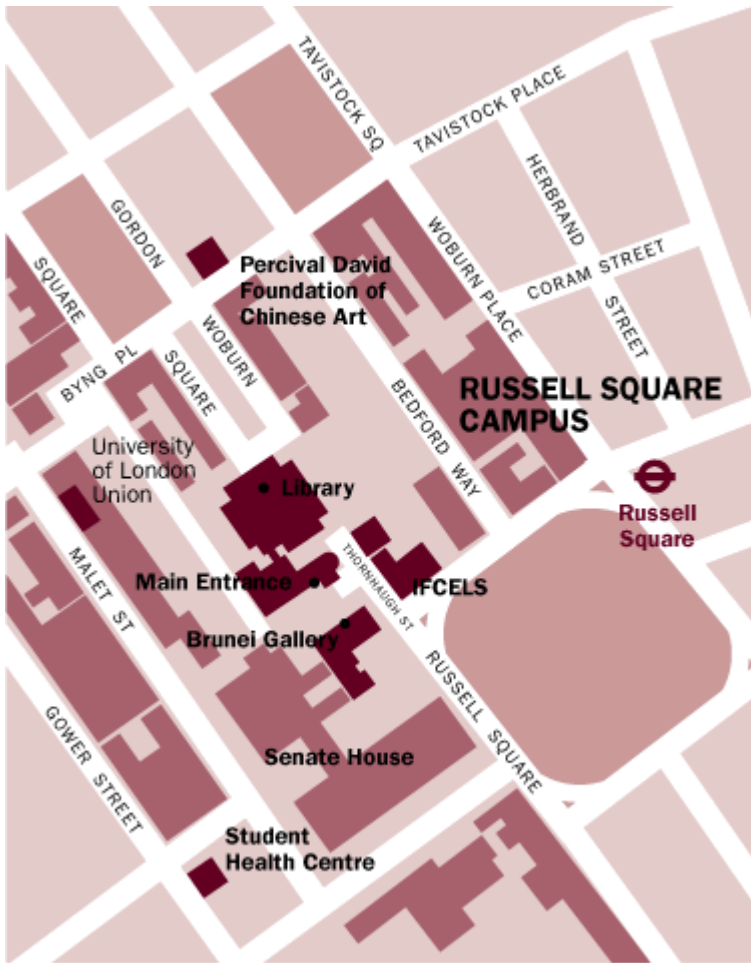 TAVISTOCK SQ
TAVISTOCK PLACE
HERBRAND
STREET
GORDON
SQUARE
Percival David
Foundation of
Chinese Art
WOBURN PLACE
CORAM STREET
WOBURN
SQUARE
BYNG PL
BEDFORD WAY
RUSSELL SQUARE
CAMPUS
University
of London
Union
Library
Russell
Square
MALET ST
Main Entrance
THORNHAUGH ST
IFCELS
Brunei Gallery
RUSSELL SQUARE
GOWER STREET
Senate House
Student
Health Centre